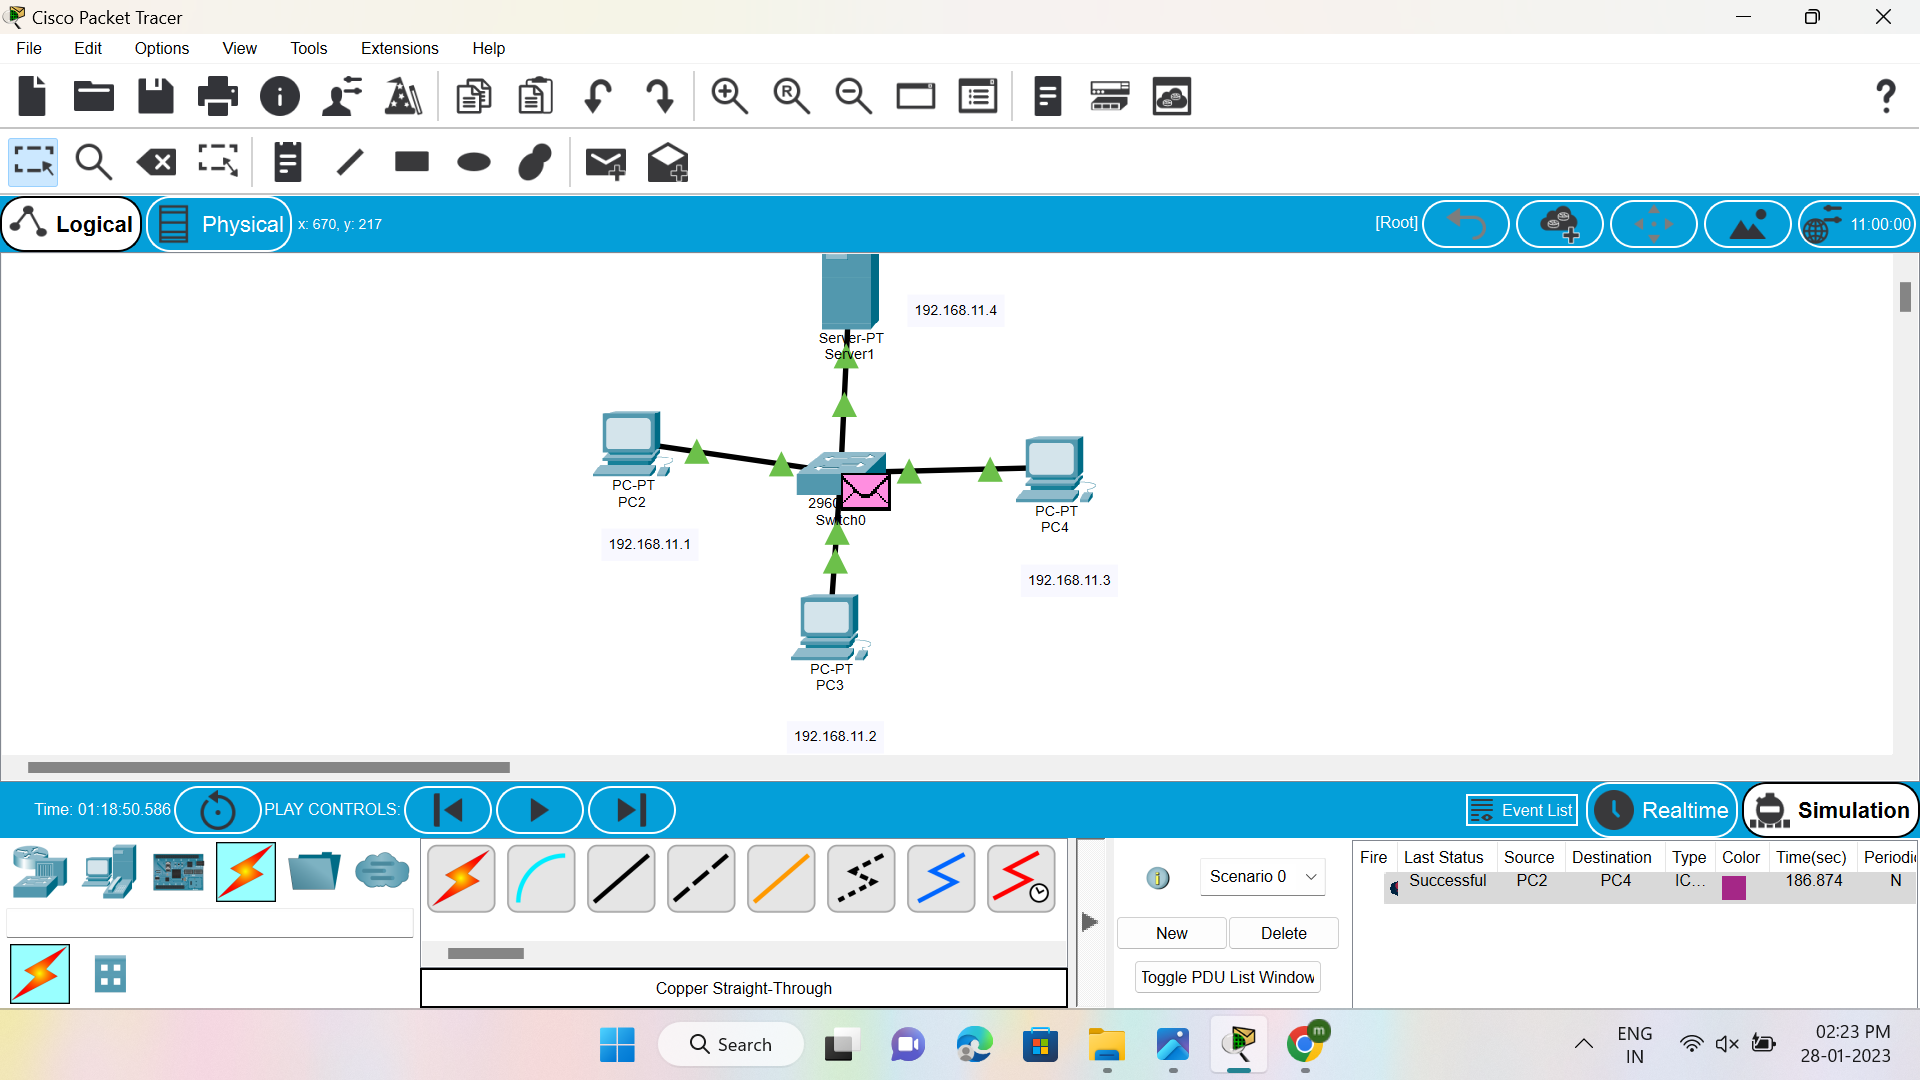 Cisco Packet Tracer
File Edit Options View Tools Extensions Help
Logical Physical x: 670, y: 217 [Root] 11:00:00
192.168.11.4
Server-PT
Server1
PC-PT
PC2
192.168.11.1
2960
Switch0
PC-PT
PC4
192.168.11.3
PC-PT
PC3
192.168.11.2
Time: 01:18:50.586 PLAY CONTROLS: Event List Realtime Simulation
Fire Last Status Source Destination Type Color Time(sec) Periodic
Successful PC2 PC4 IC... 186.874 N
Scenario 0
New Delete
Toggle PDU List Window
Copper Straight-Through
Search
m
ENG
IN
02:23 PM
28-01-2023